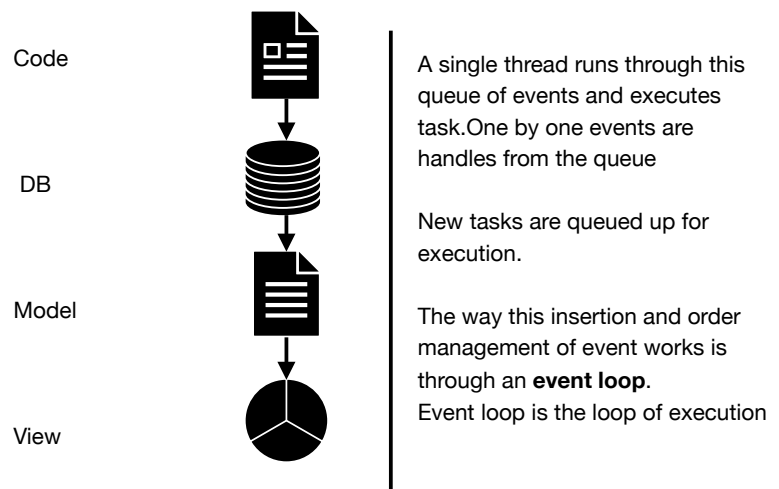 Code
DB
Model
View
A single thread runs through this
queue of events and executes
task.One by one events are
handles from the queue
New tasks are queued up for
execution.
The way this insertion and order
management of event works is
through an event loop.
Event loop is the loop of execution